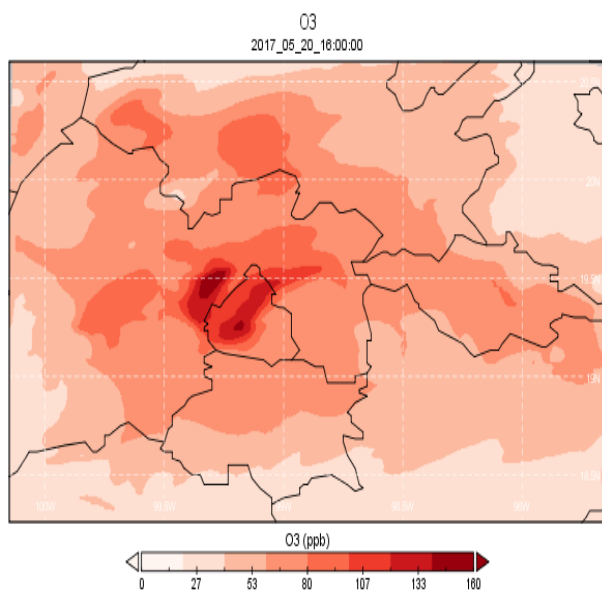 O3
2017_05_20_16:00:00
20.5N
20N
19.5N
19N
18.5N
100W 99.5W 99W 98.5W 98W
O3 (ppb)
0 27 53 80 107 133 160